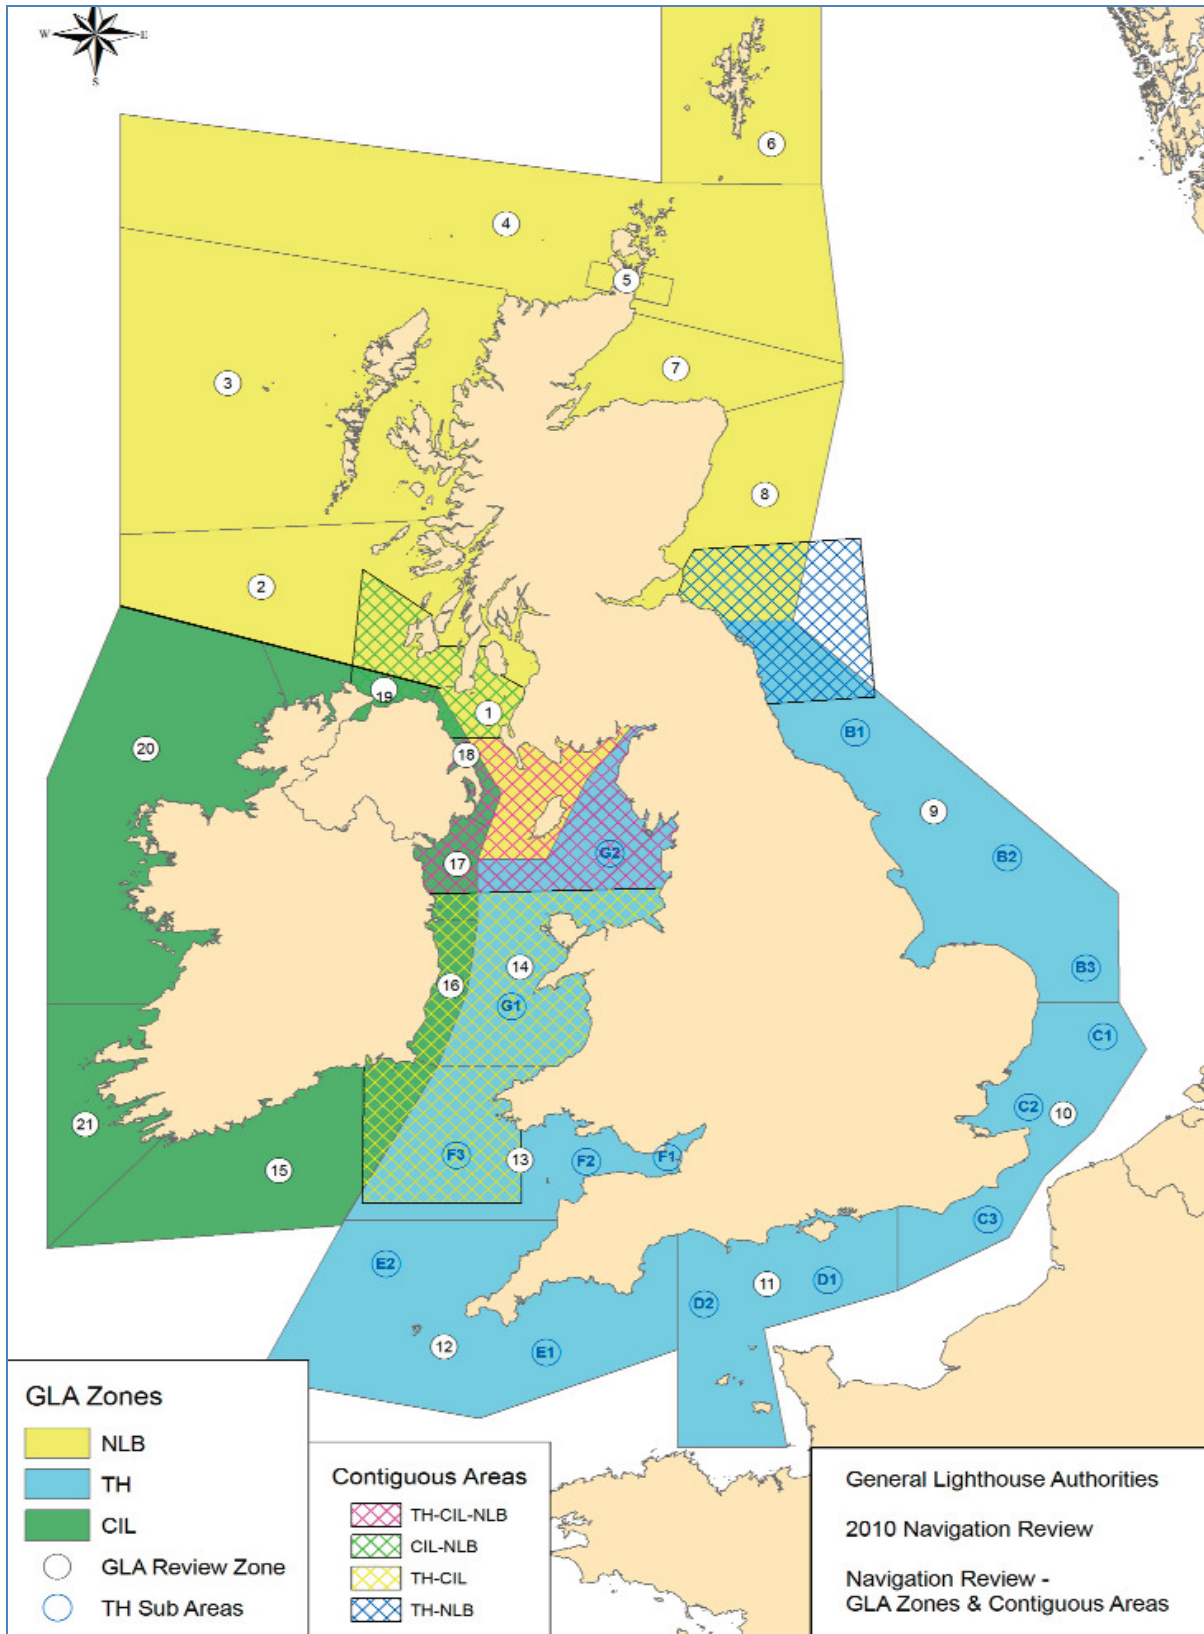 W E
S
6
4
5
3
7
8
2
19
1
20
18
B1
9
17
G2
B2
14
16
G1
B3
C1
C2
10
21
15
F3
13
F2
F1
C3
E2
11
D1
D2
12
E1
GLA Zones
NLB
TH
CIL
GLA Review Zone
TH Sub Areas
Contiguous Areas
TH-CIL-NLB
CIL-NLB
TH-CIL
TH-NLB
General Lighthouse Authorities
2010 Navigation Review
Navigation Review -
GLA Zones & Contiguous Areas